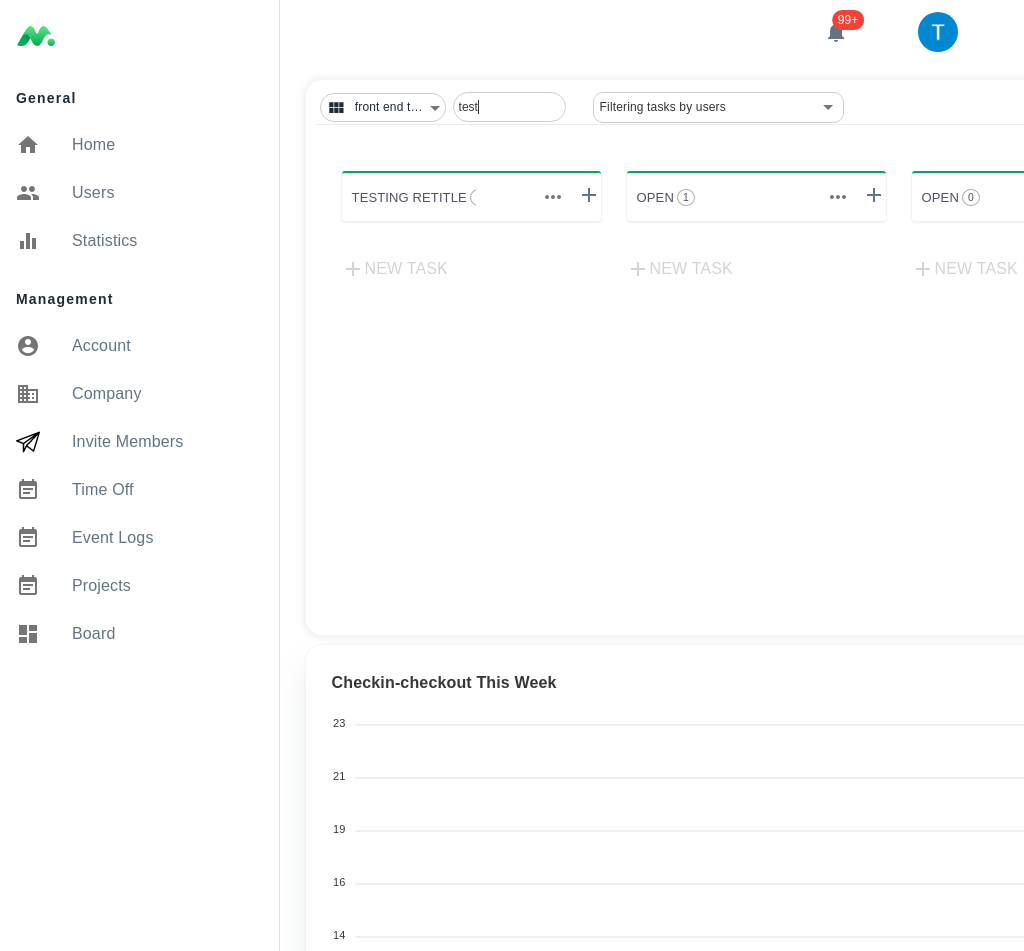 99+
T
General
Home
Users
Statistics
Management
Account
Company
Invite Members
Time Off
Event Logs
Projects
Board
front end t…
test
Filtering tasks by users
TESTING RETITLE
OPEN 1
OPEN 0
NEW TASK
NEW TASK
NEW TASK
Checkin-checkout This Week
23
21
19
16
14